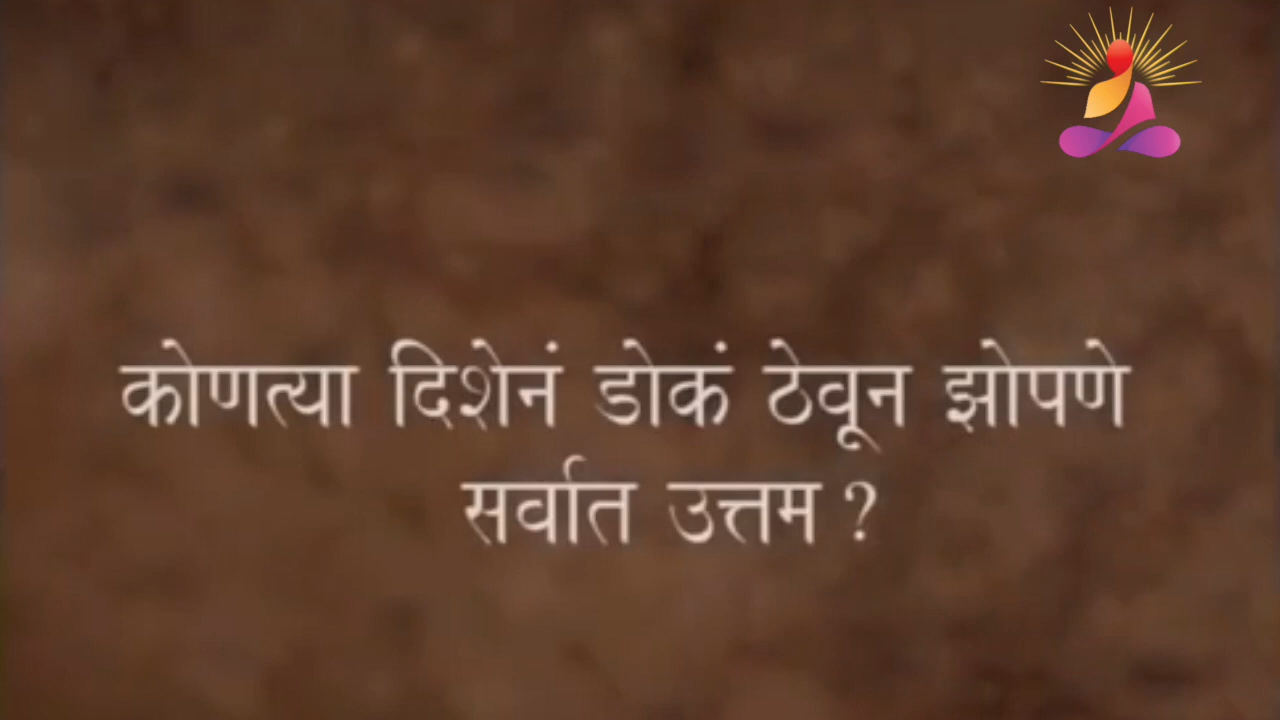 कोणत्या दिशेनं डोकं ठेवून झोपणे
सर्वात उत्तम ?